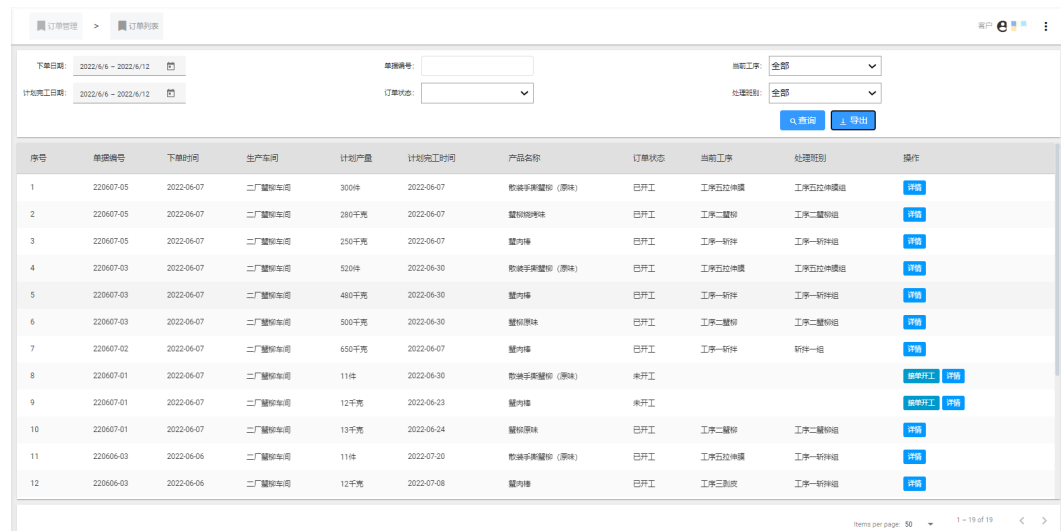 订单管理 > 订单列表 客户
下单日期: 2022/6/6 – 2022/6/12 单据编号: 当前工序: 全部
计划完工日期: 2022/6/6 – 2022/6/12 订单状态: 处理班别: 全部
查询 导出
序号 单据编号 下单时间 生产车间 计划产量 计划完工时间 产品名称 订单状态 当前工序 处理班别 操作
1 220607-05 2022-06-07 二厂蟹柳车间 300件 2022-06-07 散装手撕蟹柳（原味） 已开工 工序五拉伸膜 工序五拉伸膜组 详情
2 220607-05 2022-06-07 二厂蟹柳车间 280千克 2022-06-07 蟹柳烧烤味 已开工 工序二蟹柳 工序二蟹柳组 详情
3 220607-05 2022-06-07 二厂蟹柳车间 250千克 2022-06-07 蟹肉棒 已开工 工序一斩拌 工序一斩拌组 详情
4 220607-03 2022-06-07 二厂蟹柳车间 520件 2022-06-30 散装手撕蟹柳（原味） 已开工 工序五拉伸膜 工序五拉伸膜组 详情
5 220607-03 2022-06-07 二厂蟹柳车间 480千克 2022-06-30 蟹肉棒 已开工 工序一斩拌 工序一斩拌组 详情
6 220607-03 2022-06-07 二厂蟹柳车间 500千克 2022-06-30 蟹柳原味 已开工 工序二蟹柳 工序二蟹柳组 详情
7 220607-02 2022-06-07 二厂蟹柳车间 650千克 2022-06-07 蟹肉棒 已开工 工序一斩拌 斩拌一组 详情
8 220607-01 2022-06-07 二厂蟹柳车间 11件 2022-06-30 散装手撕蟹柳（原味） 未开工 接单开工 详情
9 220607-01 2022-06-07 二厂蟹柳车间 12千克 2022-06-23 蟹肉棒 未开工 接单开工 详情
10 220607-01 2022-06-07 二厂蟹柳车间 13千克 2022-06-24 蟹柳原味 已开工 工序二蟹柳 工序二蟹柳组 详情
11 220606-03 2022-06-06 二厂蟹柳车间 11件 2022-07-20 散装手撕蟹柳（原味） 已开工 工序五拉伸膜 工序一斩拌组 详情
12 220606-03 2022-06-06 二厂蟹柳车间 12千克 2022-07-08 蟹肉棒 已开工 工序三剥皮 工序一斩拌组 详情
Items per page: 50 1 – 19 of 19